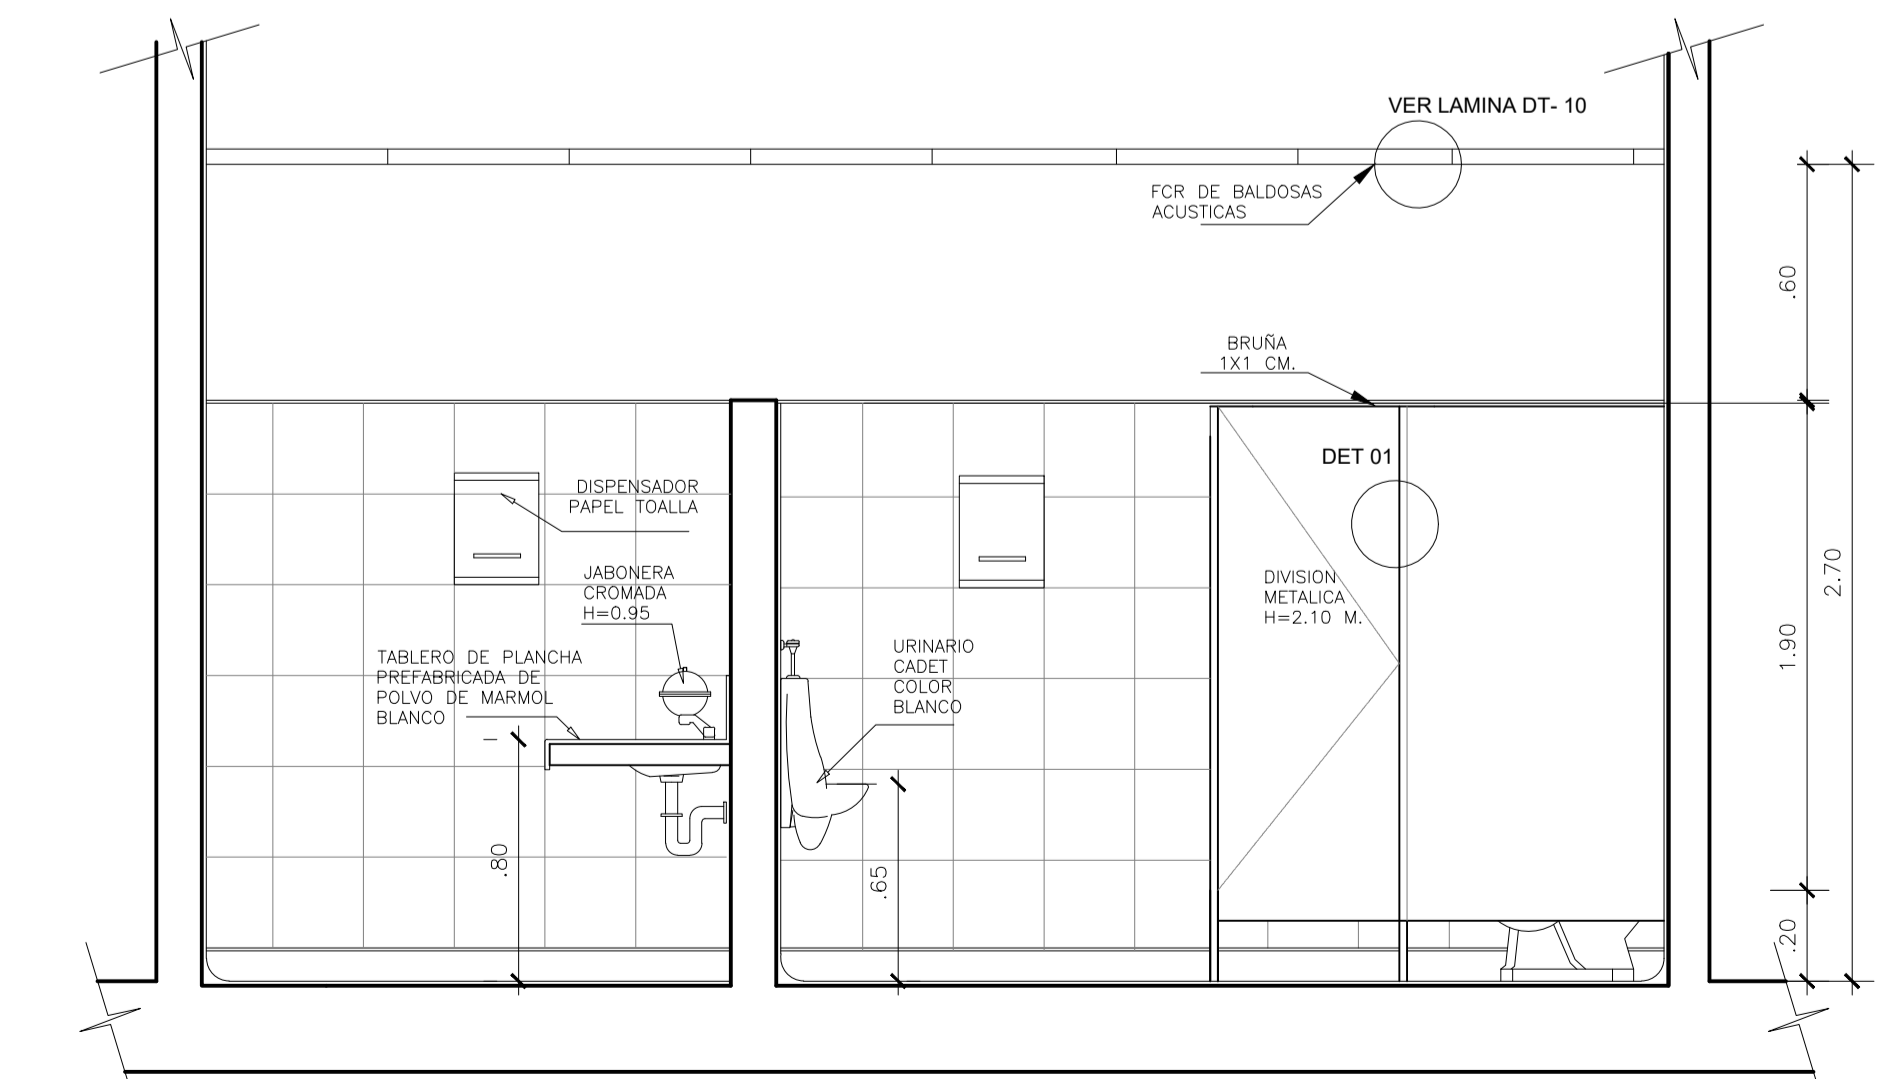 VER LAMINA DT- 10
FCR DE BALDOSAS
ACUSTICAS
.60
BRUÑA
1X1 CM.
DET 01
DISPENSADOR
PAPEL TOALLA
2.70
JABONERA
CROMADA
H=0.95
DIVISION
METALICA
H=2.10 M.
1.90
TABLERO DE PLANCHA
PREFABRICADA DE
POLVO DE MARMOL
BLANCO
URINARIO
CADET
COLOR
BLANCO
.80
.65
.20